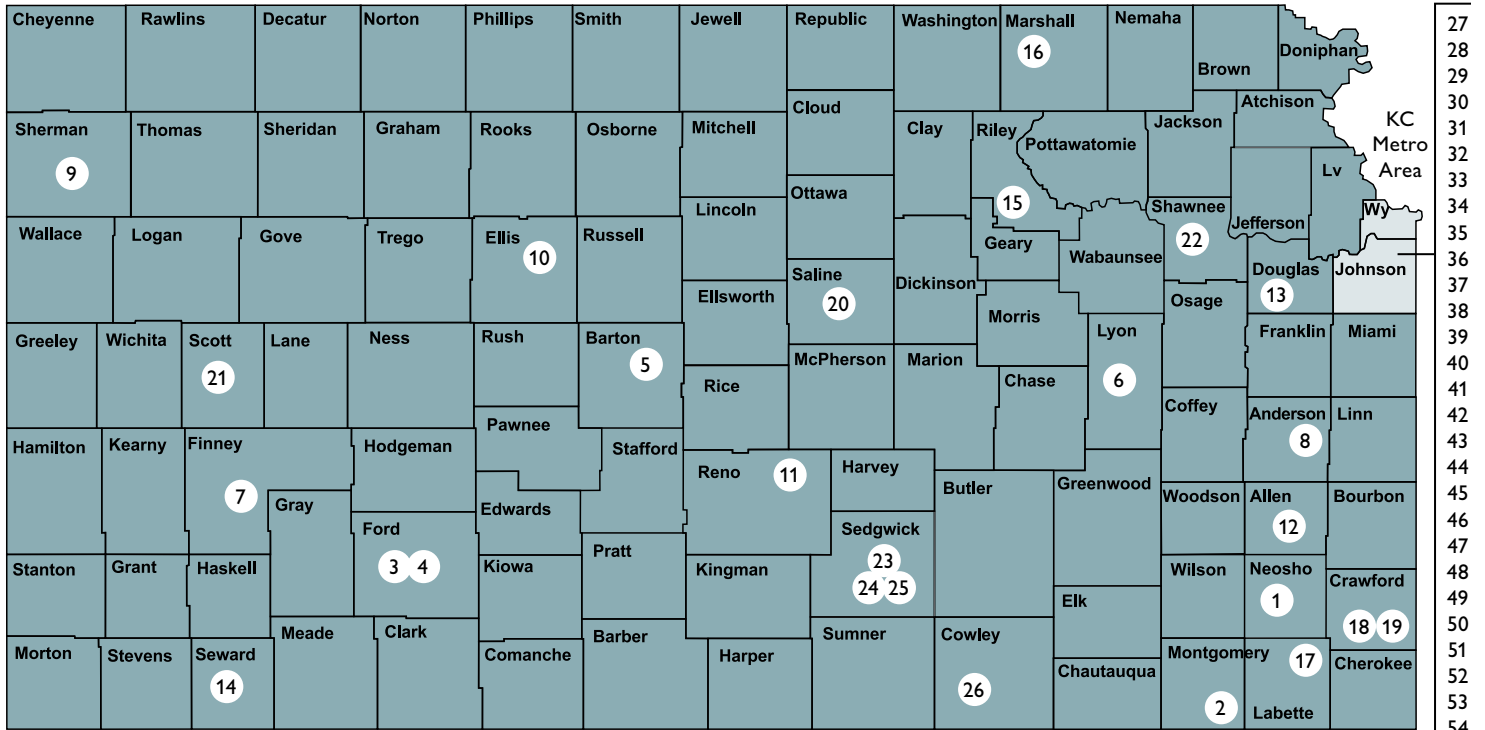 Cheyenne Rawlins Decatur Norton Phillips Smith Jewell Republic Washington Marshall Nemaha
16
Doniphan
Brown
Sherman Thomas Sheridan Graham Rooks Osborne Mitchell Cloud Clay Riley Pottawatomie Jackson Atchison
9
KC
Metro
Area
Lv
Ottawa
Lincoln
15
Shawnee
22
Jefferson
Wy
Wallace Logan Gove Trego Ellis Russell
10
Geary
Wabaunsee
Saline
20
Ellsworth
Dickinson
Douglas
13
Johnson
Osage
Morris
Greeley Wichita Scott Lane Ness Rush Barton
21
5
McPherson Marion Lyon Franklin Miami
6
Rice
Chase
Coffey
Anderson Linn
8
Pawnee
Hamilton Kearny Finney Hodgeman Stafford
7
Reno
11
Harvey
Butler
Greenwood
Woodson Allen Bourbon
12
Gray
Edwards
Ford
3 4
Sedgwick
23
24 25
Pratt
Stanton Grant Haskell Kiowa Kingman
Wilson Neosho
1
Crawford
18 19
Elk
Meade Clark Barber Sumner Cowley
26
Morton Stevens Seward
14
Comanche Harper
Chautauqua
Montgomery
2
17
Labette
Cherokee
27
28
29
30
31
32
33
34
35
36
37
38
39
40
41
42
43
44
45
46
47
48
49
50
51
52
53
54